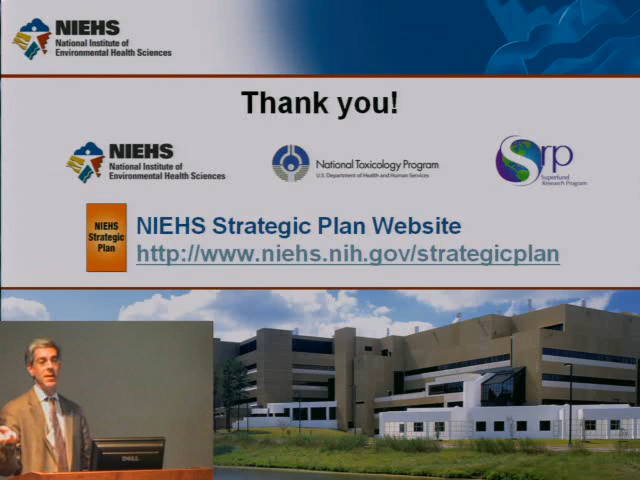 NIEHS
National Institute of
Environmental Health Sciences
Thank you!
NIEHS
National Institute of
Environmental Health Sciences
National Toxicology Program
U.S. Department of Health and Human Services
Srp
Superfund
Research Program
NIEHS
Strategic
Plan
NIEHS Strategic Plan Website
http://www.niehs.nih.gov/strategicplan
DELL